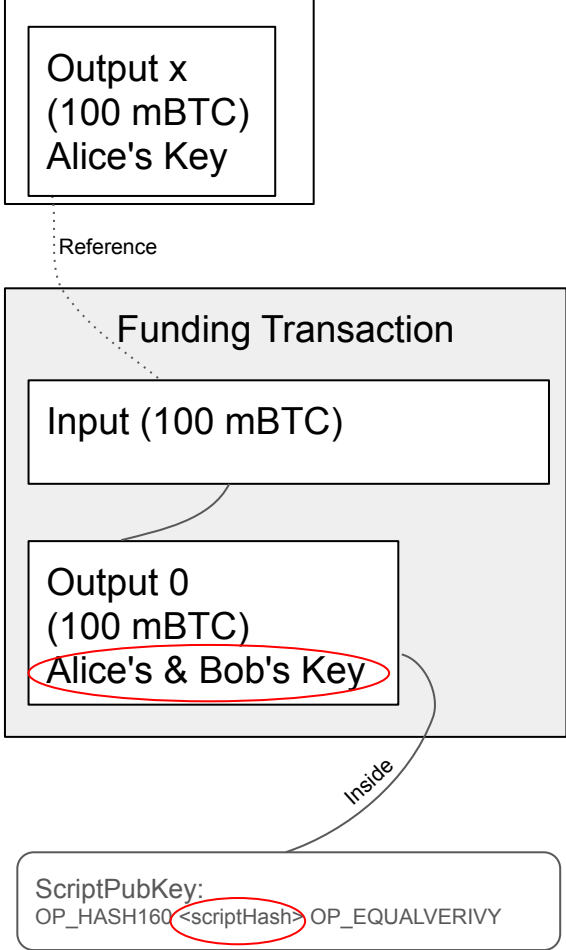 Output x
(100 mBTC)
Alice's Key
Reference
Funding Transaction
Input (100 mBTC)
Output 0
(100 mBTC)
Alice's & Bob's Key
Inside
ScriptPubKey:
OP_HASH160 <scriptHash> OP_EQUALVERIVY